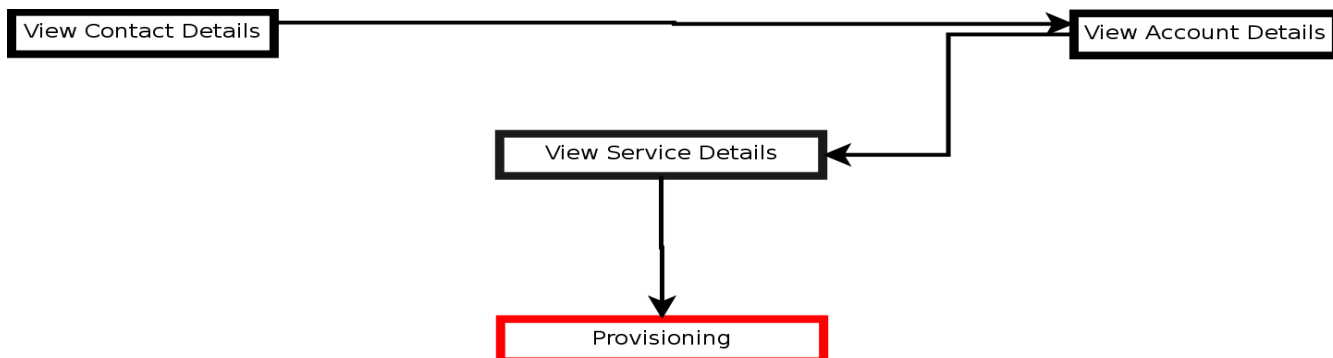 View Contact Details
View Account Details
View Service Details
Provisioning